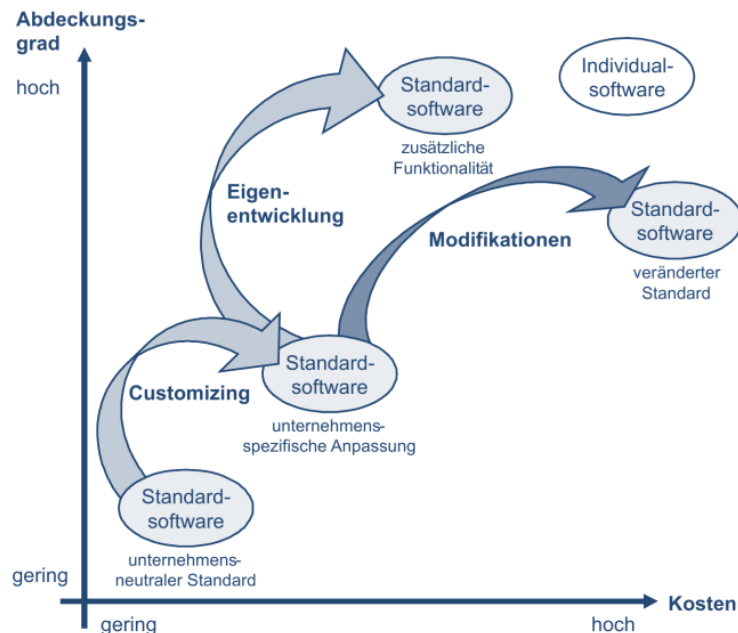 Abdeckungs-
grad
hoch
Standard-
software
zusätzliche
Funktionalität
Individual-
software
Eigen-
entwicklung
Modifikationen
Standard-
software
veränderter
Standard
Customizing
Standard-
software
unternehmens-
spezifische Anpassung
Standard-
software
unternehmens-
neutraler Standard
gering
gering
hoch
Kosten